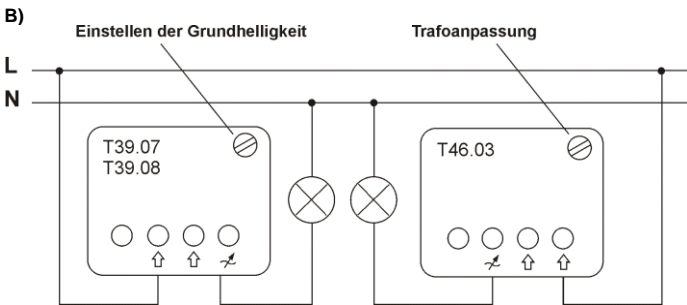 B)
Einstellen der Grundhelligkeit
Trafoanpassung
L
N
T39.07
T39.08
T46.03